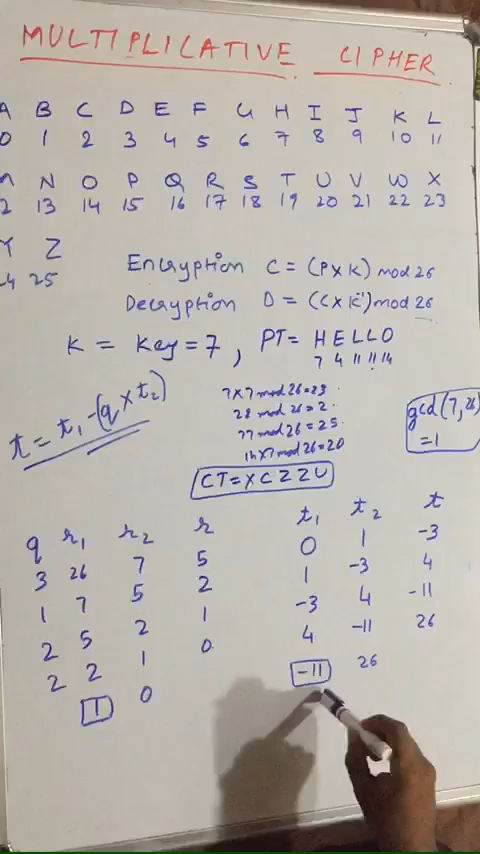 MULTIPLICATIVE CIPHER
A B C D E F G H I J K L
0 1 2 3 4 5 6 7 8 9 10 11
M N O P Q R S T U V W X
2 13 14 15 16 17 18 19 20 21 22 23
Y Z
4 25
Encryption C = (P x K) mod 26
Decryption D = (C x K⁻¹) mod 26
K = Key = 7, PT = HELLO
7 4 11 11 14
t = t₁ - (q x t₂)
7x7 mod 26 = 23
28 mod 26 = 2
77 mod 26 = 25
14x7 mod 26 = 20
gcd(7, 26)
= 1
CT = XCZZU
q r₁ r₂ r t₁ t₂ t
3 26 7 5 0 1 -3
1 7 5 2 1 -3 4
2 5 2 1 -3 4 -11
2 2 1 0 4 -11 26
1 0 -11 26